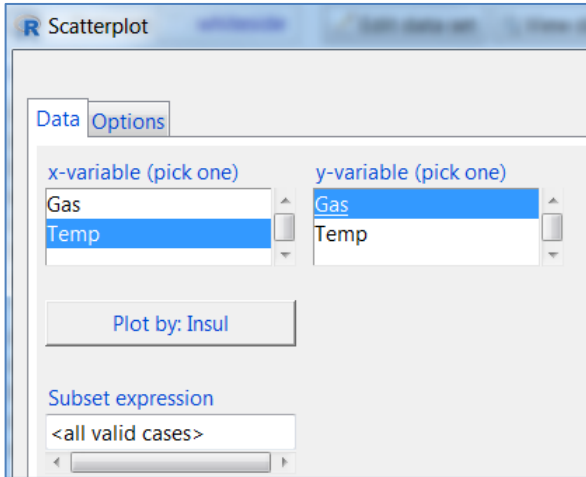 R Scatterplot
Data Options
x-variable (pick one)
Gas
Temp
y-variable (pick one)
Gas
Temp
Plot by: Insul
Subset expression
<all valid cases>